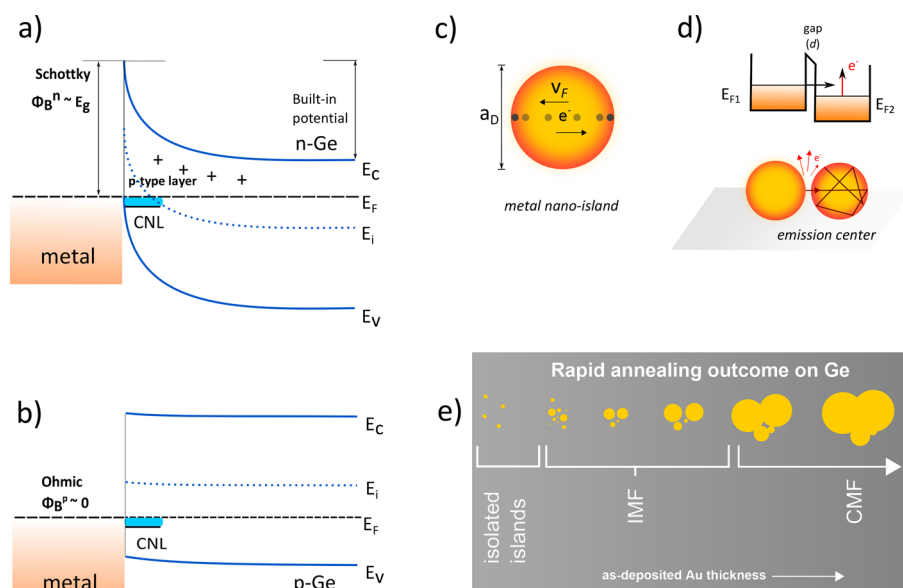 a)
Schottky
Φ_B^n ~ E_g
Built-in
potential
n-Ge
E_C
+ + + +
p-type layer
E_F
CNL
E_i
metal
E_V
b)
E_C
Ohmic
Φ_B^p ~ 0
E_i
E_F
CNL
E_V
metal
p-Ge
c)
a_D
v_F
e⁻
metal nano-island
d)
gap
(d)
e⁻
E_F1
E_F2
e⁻
emission center
e)
Rapid annealing outcome on Ge
isolated
islands
IMF
CMF
as-deposited Au thickness